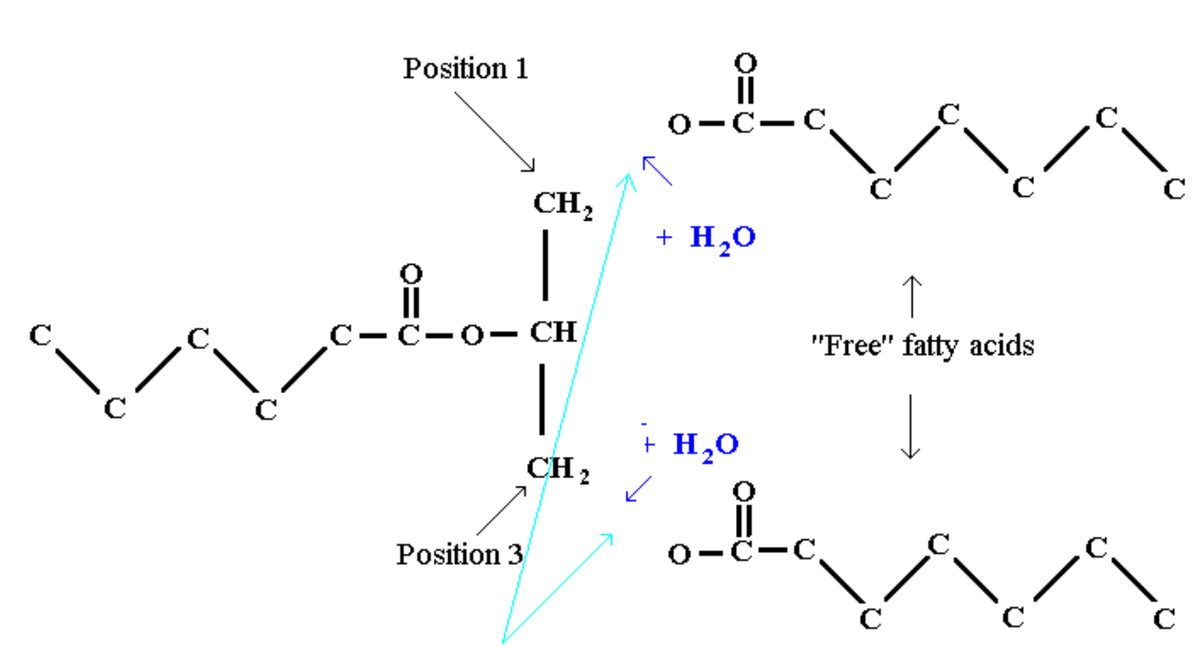 Position 1
O
O C C C C C C C
CH2
+ H2O
O
C C C C C C O CH
"Free" fatty acids
+ H2O
CH2
Position 3
O
O C C C C C C C